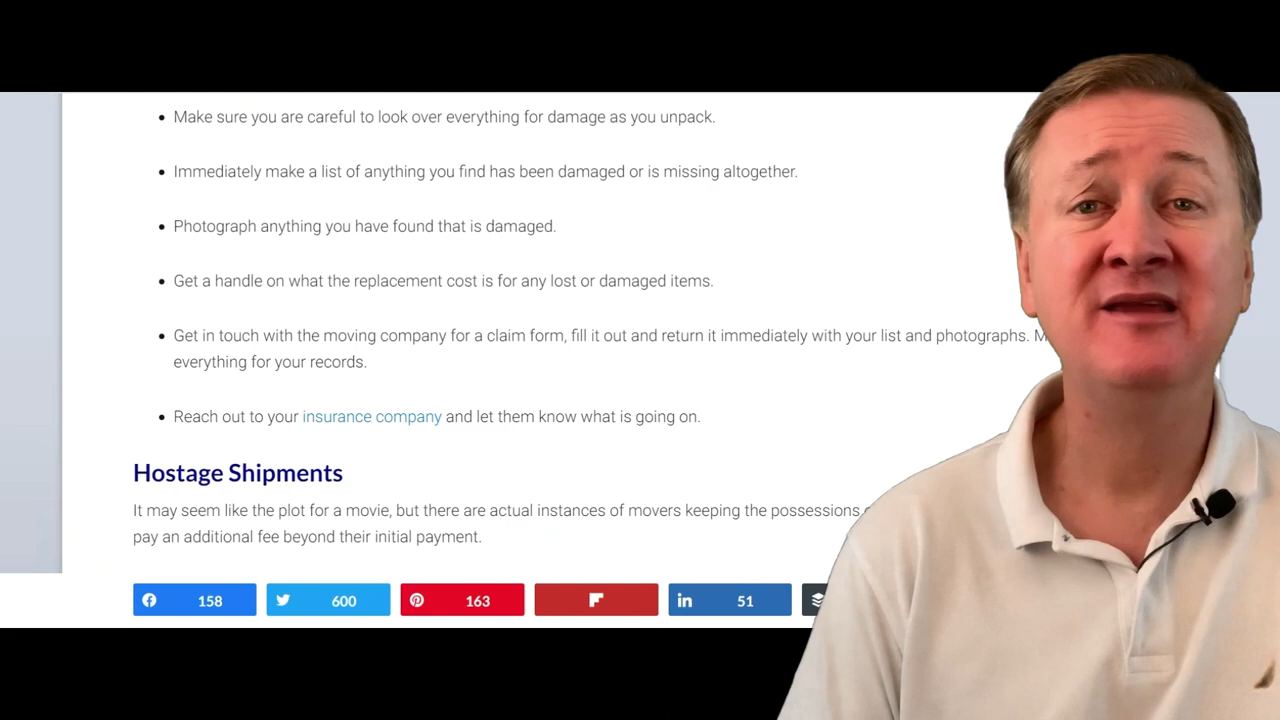 Make sure you are careful to look over everything for damage as you unpack.
Immediately make a list of anything you find has been damaged or is missing altogether.
Photograph anything you have found that is damaged.
Get a handle on what the replacement cost is for any lost or damaged items.
Get in touch with the moving company for a claim form, fill it out and return it immediately with your list and photographs.
everything for your records.
Reach out to your insurance company and let them know what is going on.
Hostage Shipments
It may seem like the plot for a movie, but there are actual instances of movers keeping the possessions
pay an additional fee beyond their initial payment.
158 600 163 51